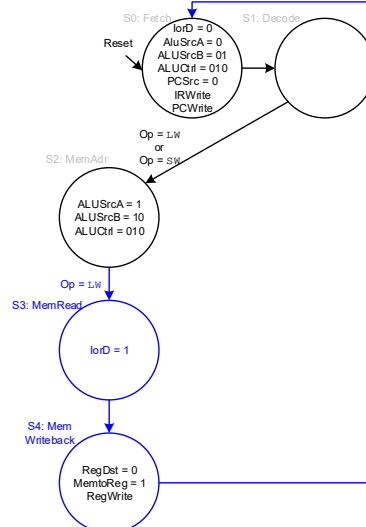 S0: Fetch
S1: Decode
Reset
IorD = 0
AluSrcA = 0
ALUSrcB = 01
ALUCtrl = 010
PCSrc = 0
IRWrite
PCWrite
Op = LW
or
Op = SW
S2: MemAdr
ALUSrcA = 1
ALUSrcB = 10
ALUCtrl = 010
Op = LW
S3: MemRead
IorD = 1
S4: Mem
Writeback
RegDst = 0
MemtoReg = 1
RegWrite